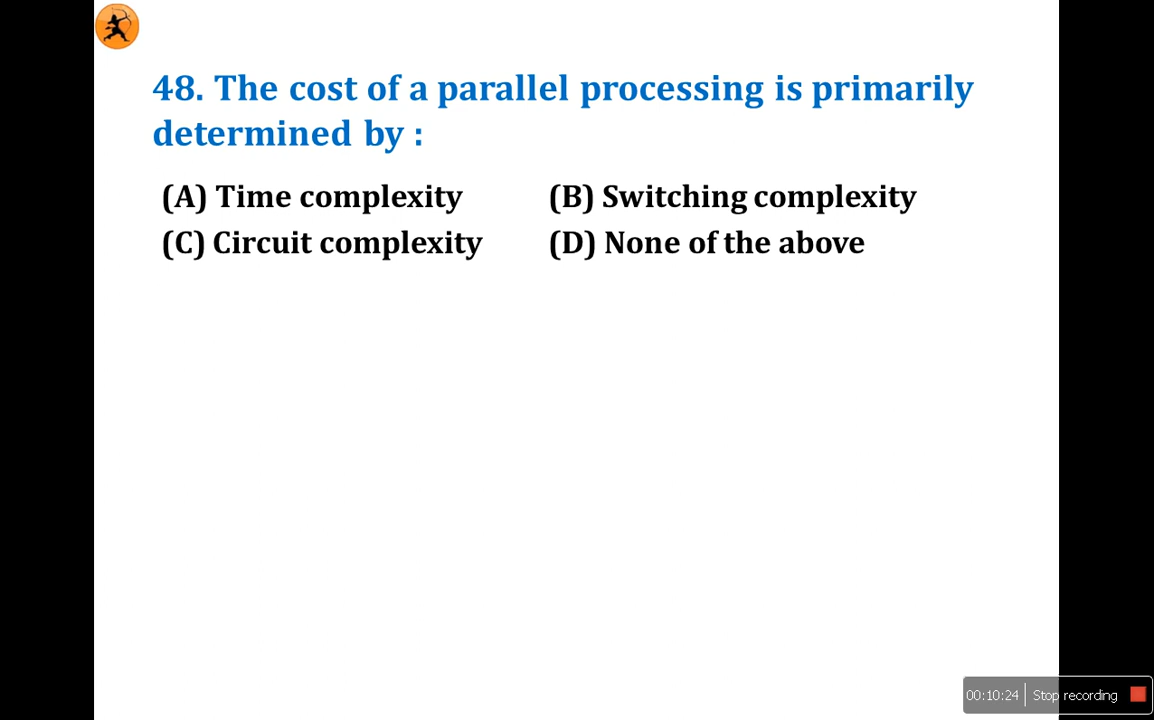 48. The cost of a parallel processing is primarily
determined by :
(A) Time complexity (B) Switching complexity
(C) Circuit complexity (D) None of the above
00:10:24 Stop recording